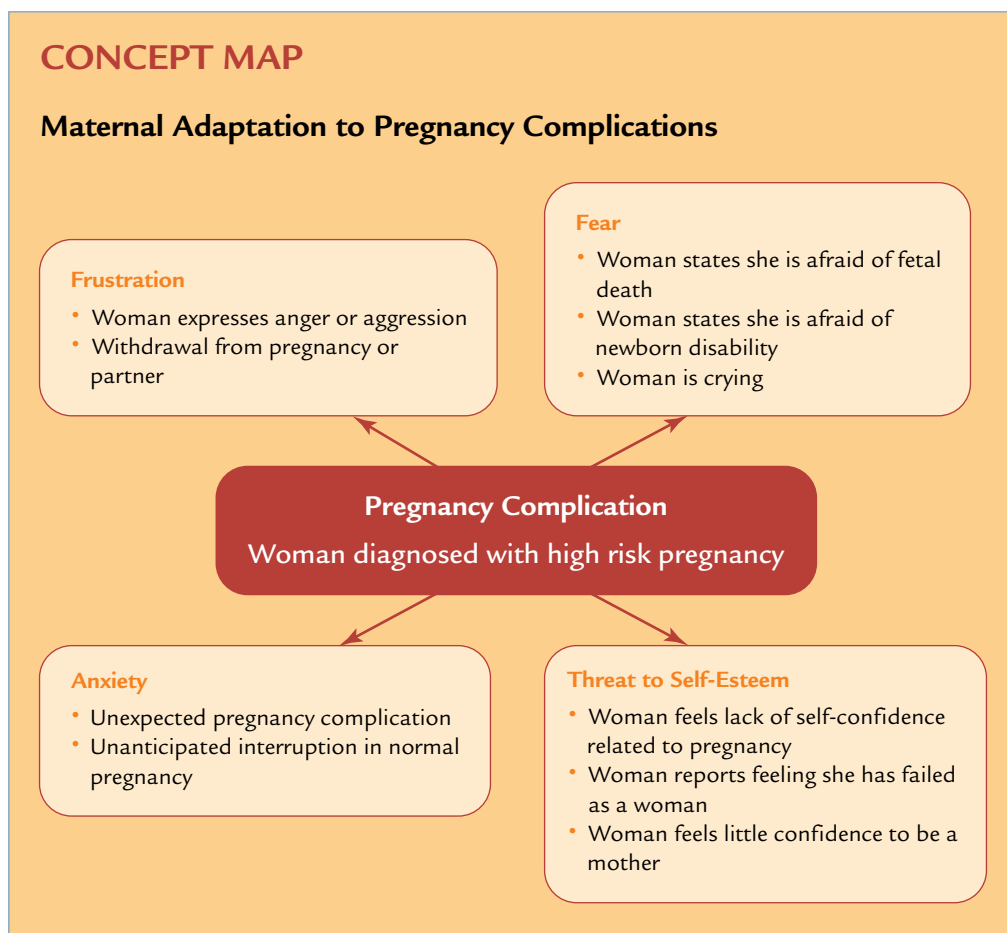 CONCEPT MAP
Maternal Adaptation to Pregnancy Complications
Frustration
• Woman expresses anger or aggression
• Withdrawal from pregnancy or
partner
Fear
• Woman states she is afraid of fetal
death
• Woman states she is afraid of
newborn disability
• Woman is crying
Pregnancy Complication
Woman diagnosed with high risk pregnancy
Anxiety
• Unexpected pregnancy complication
• Unanticipated interruption in normal
pregnancy
Threat to Self-Esteem
• Woman feels lack of self-confidence
related to pregnancy
• Woman reports feeling she has failed
as a woman
• Woman feels little confidence to be a
mother